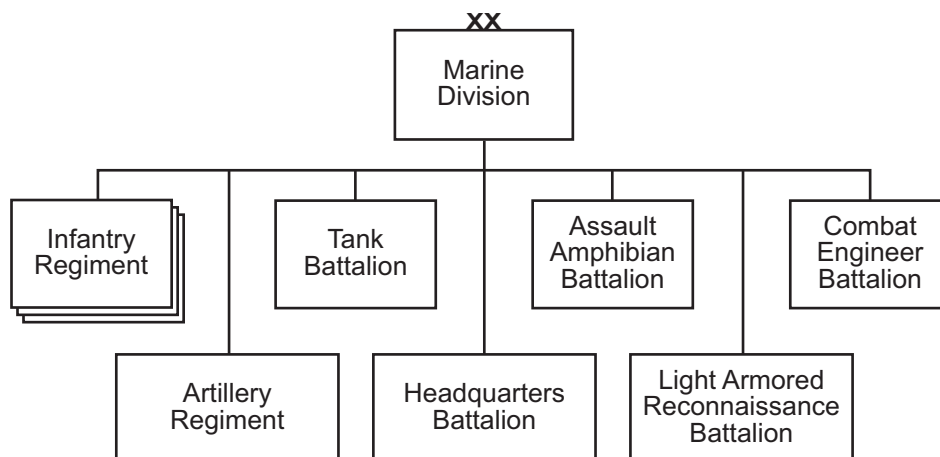 XX
Marine
Division
Infantry
Regiment
Tank
Battalion
Assault
Amphibian
Battalion
Combat
Engineer
Battalion
Artillery
Regiment
Headquarters
Battalion
Light Armored
Reconnaissance
Battalion